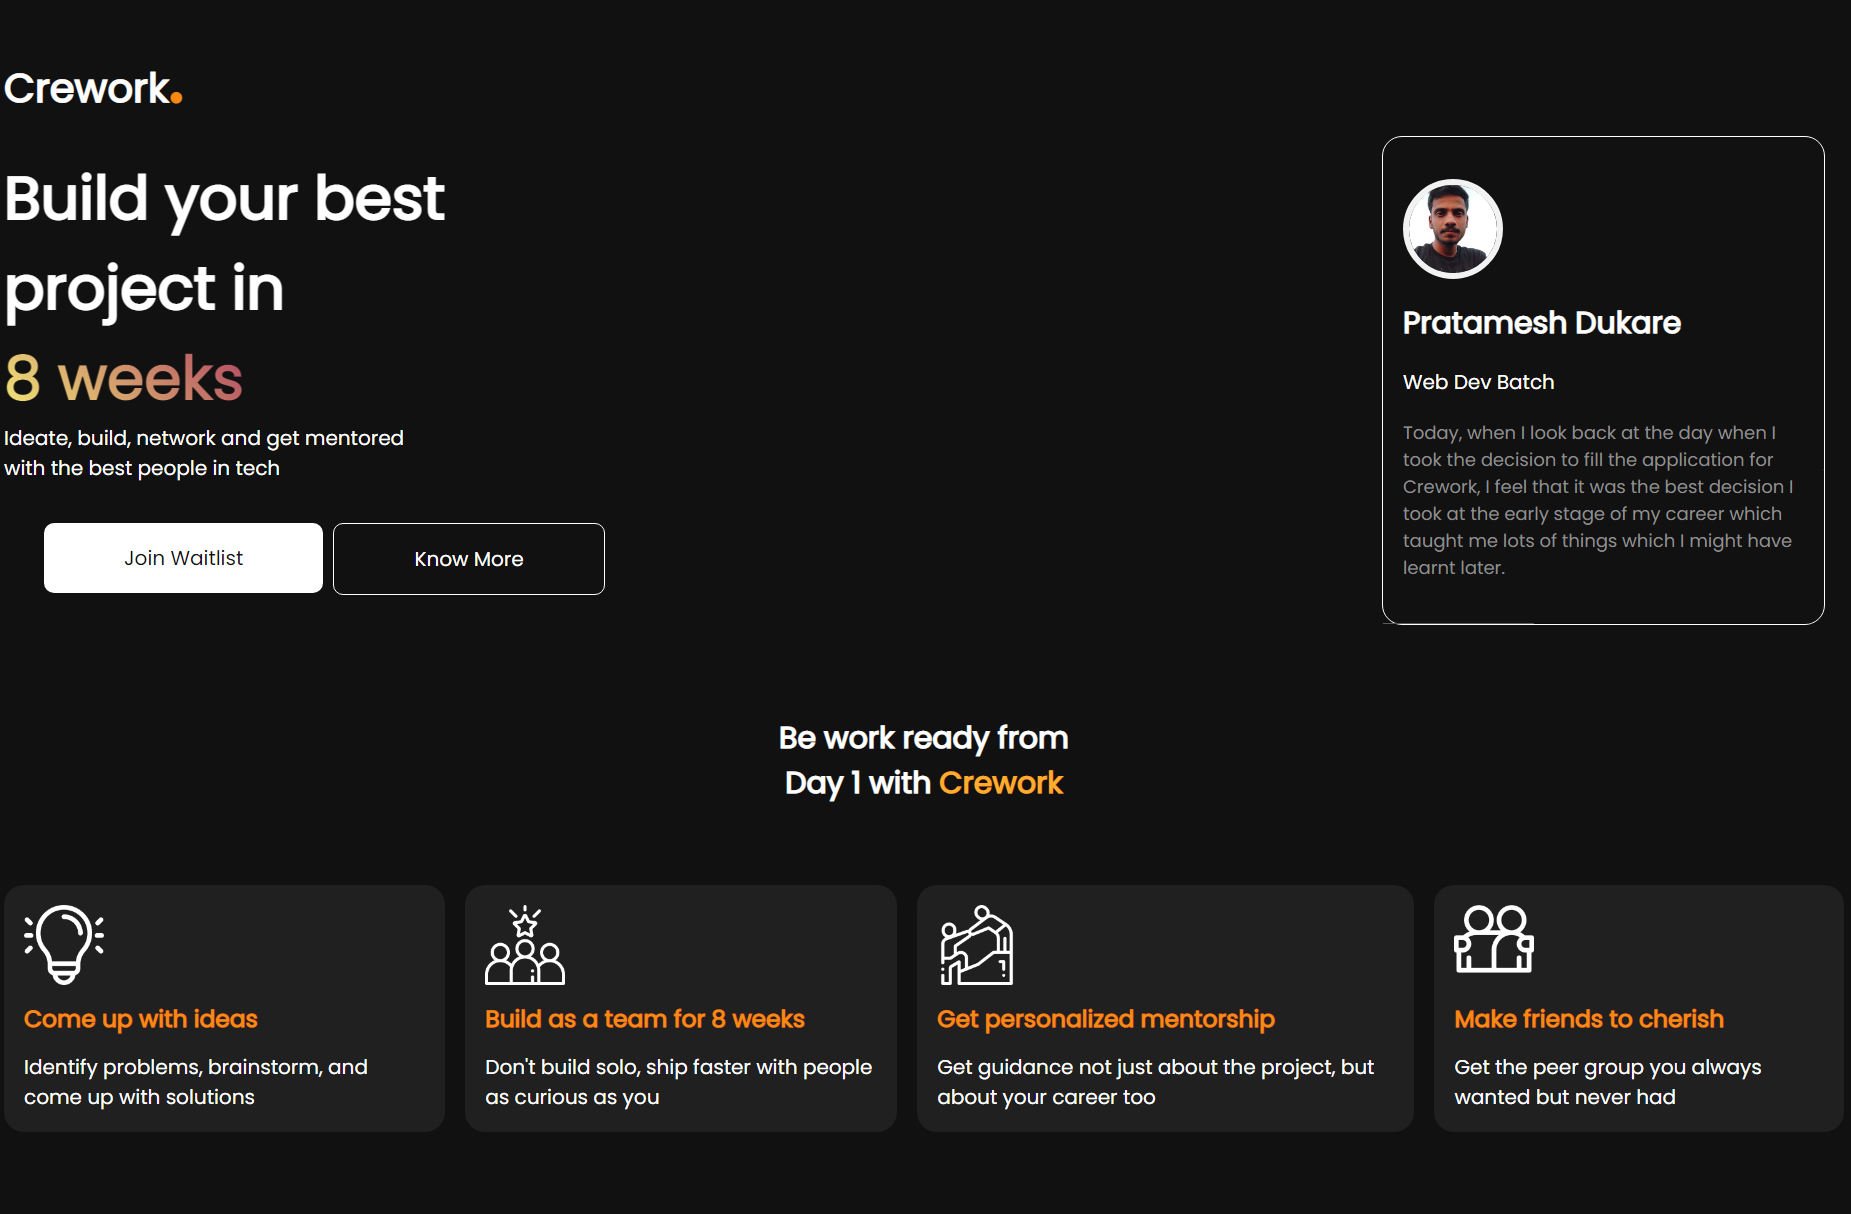 Crework.
Build your best
project in
8 weeks
Ideate, build, network and get mentored
with the best people in tech
Join Waitlist
Know More
Pratamesh Dukare
Web Dev Batch
Today, when I look back at the day when I
took the decision to fill the application for
Crework, I feel that it was the best decision I
took at the early stage of my career which
taught me lots of things which I might have
learnt later.
Be work ready from
Day 1 with Crework
Come up with ideas
Identify problems, brainstorm, and
come up with solutions
Build as a team for 8 weeks
Don't build solo, ship faster with people
as curious as you
Get personalized mentorship
Get guidance not just about the project, but
about your career too
Make friends to cherish
Get the peer group you always
wanted but never had